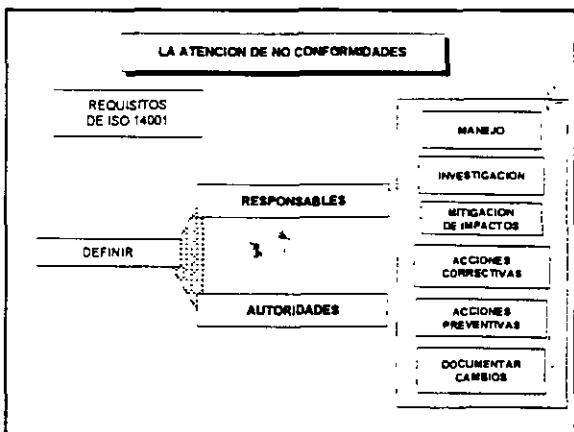 LA ATENCION DE NO CONFORMIDADES
REQUISITOS
DE ISO 14001
DEFINIR
RESPONSABLES
AUTORIDADES
MANEJO
INVESTIGACION
MITIGACION
DE IMPACTOS
ACCIONES
CORRECTIVAS
ACCIONES
PREVENTIVAS
DOCUMENTAR
CAMBIOS